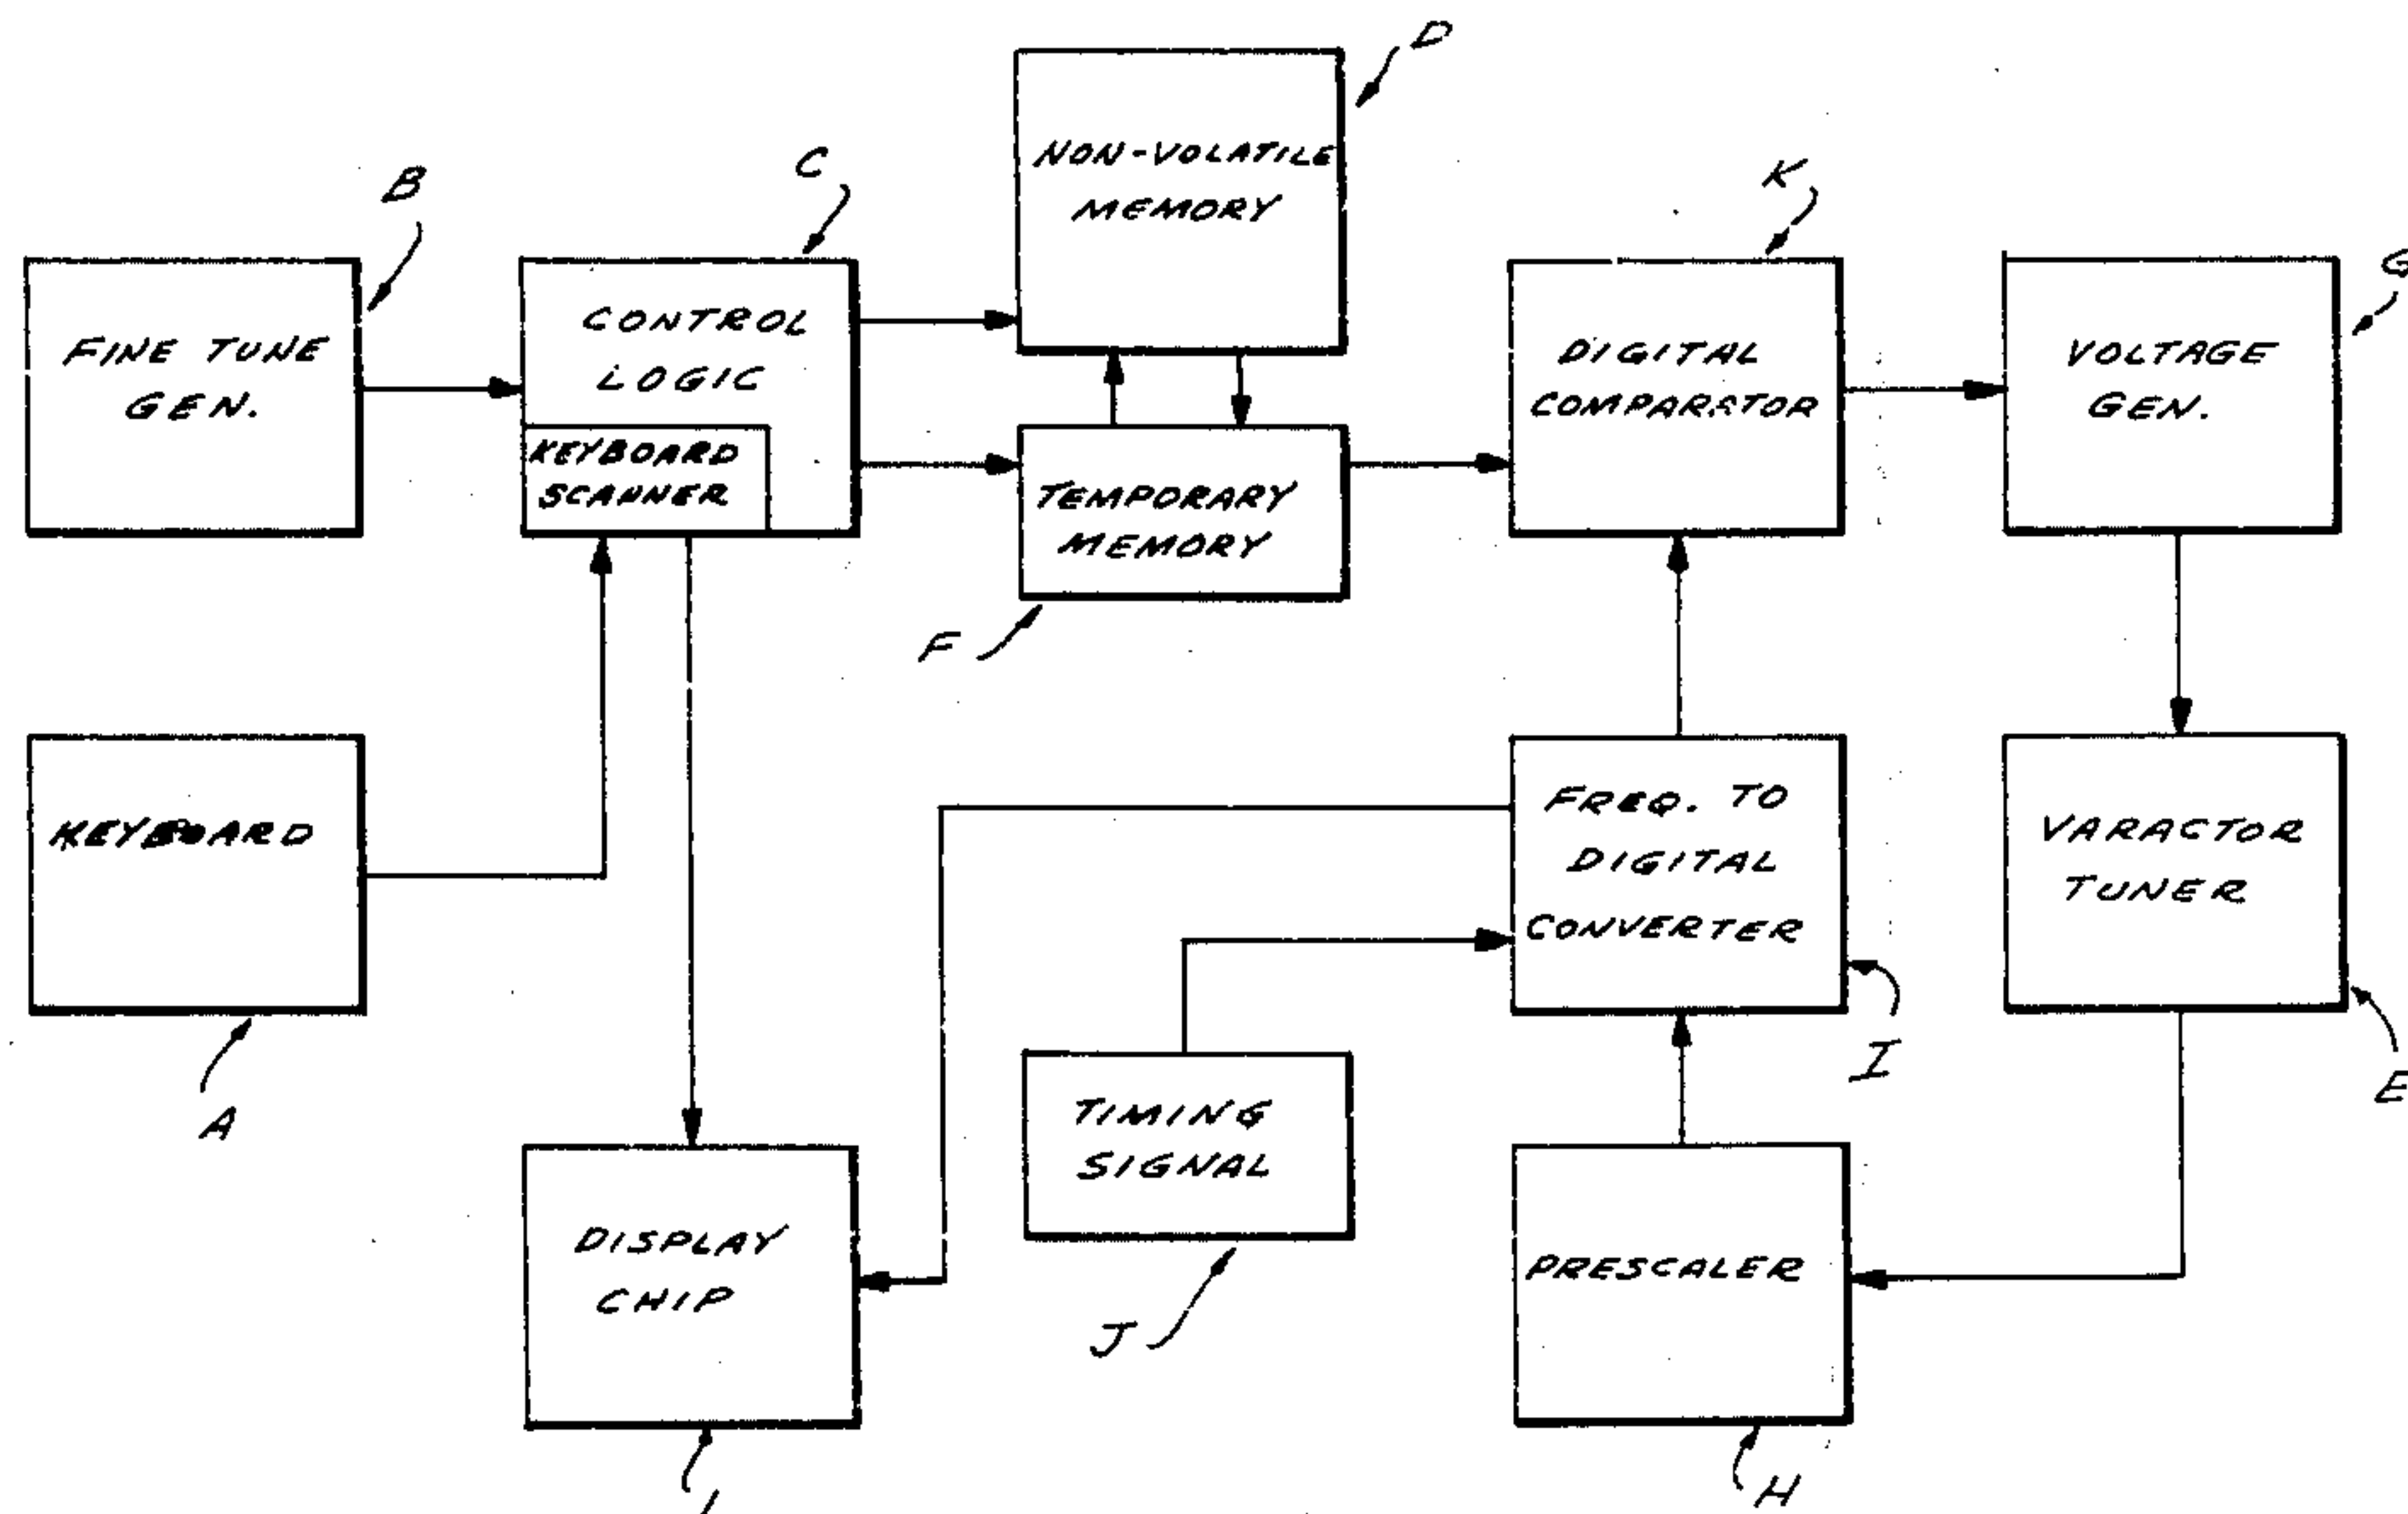 D
B
C
K
G
NON-VOLATILE
MEMORY
FINE TUNE
GEN.
CONTROL
LOGIC
KEYBOARD
SCANNER
TEMPORARY
MEMORY
DIGITAL
COMPARATOR
VOLTAGE
GEN.
F
KEYBOARD
FREQ. TO
DIGITAL
CONVERTER
VARACTOR
TUNER
A
I
E
TIMING
SIGNAL
DISPLAY
CHIP
PRESCALER
J
H